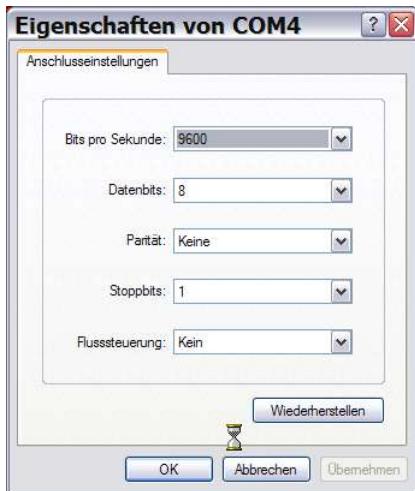 Eigenschaften von COM4
Anschlusseinstellungen
Bits pro Sekunde: 9600
Datenbits: 8
Parität: Keine
Stoppbits: 1
Flusssteuerung: Kein
Wiederherstellen
OK Abbrechen Übernehmen